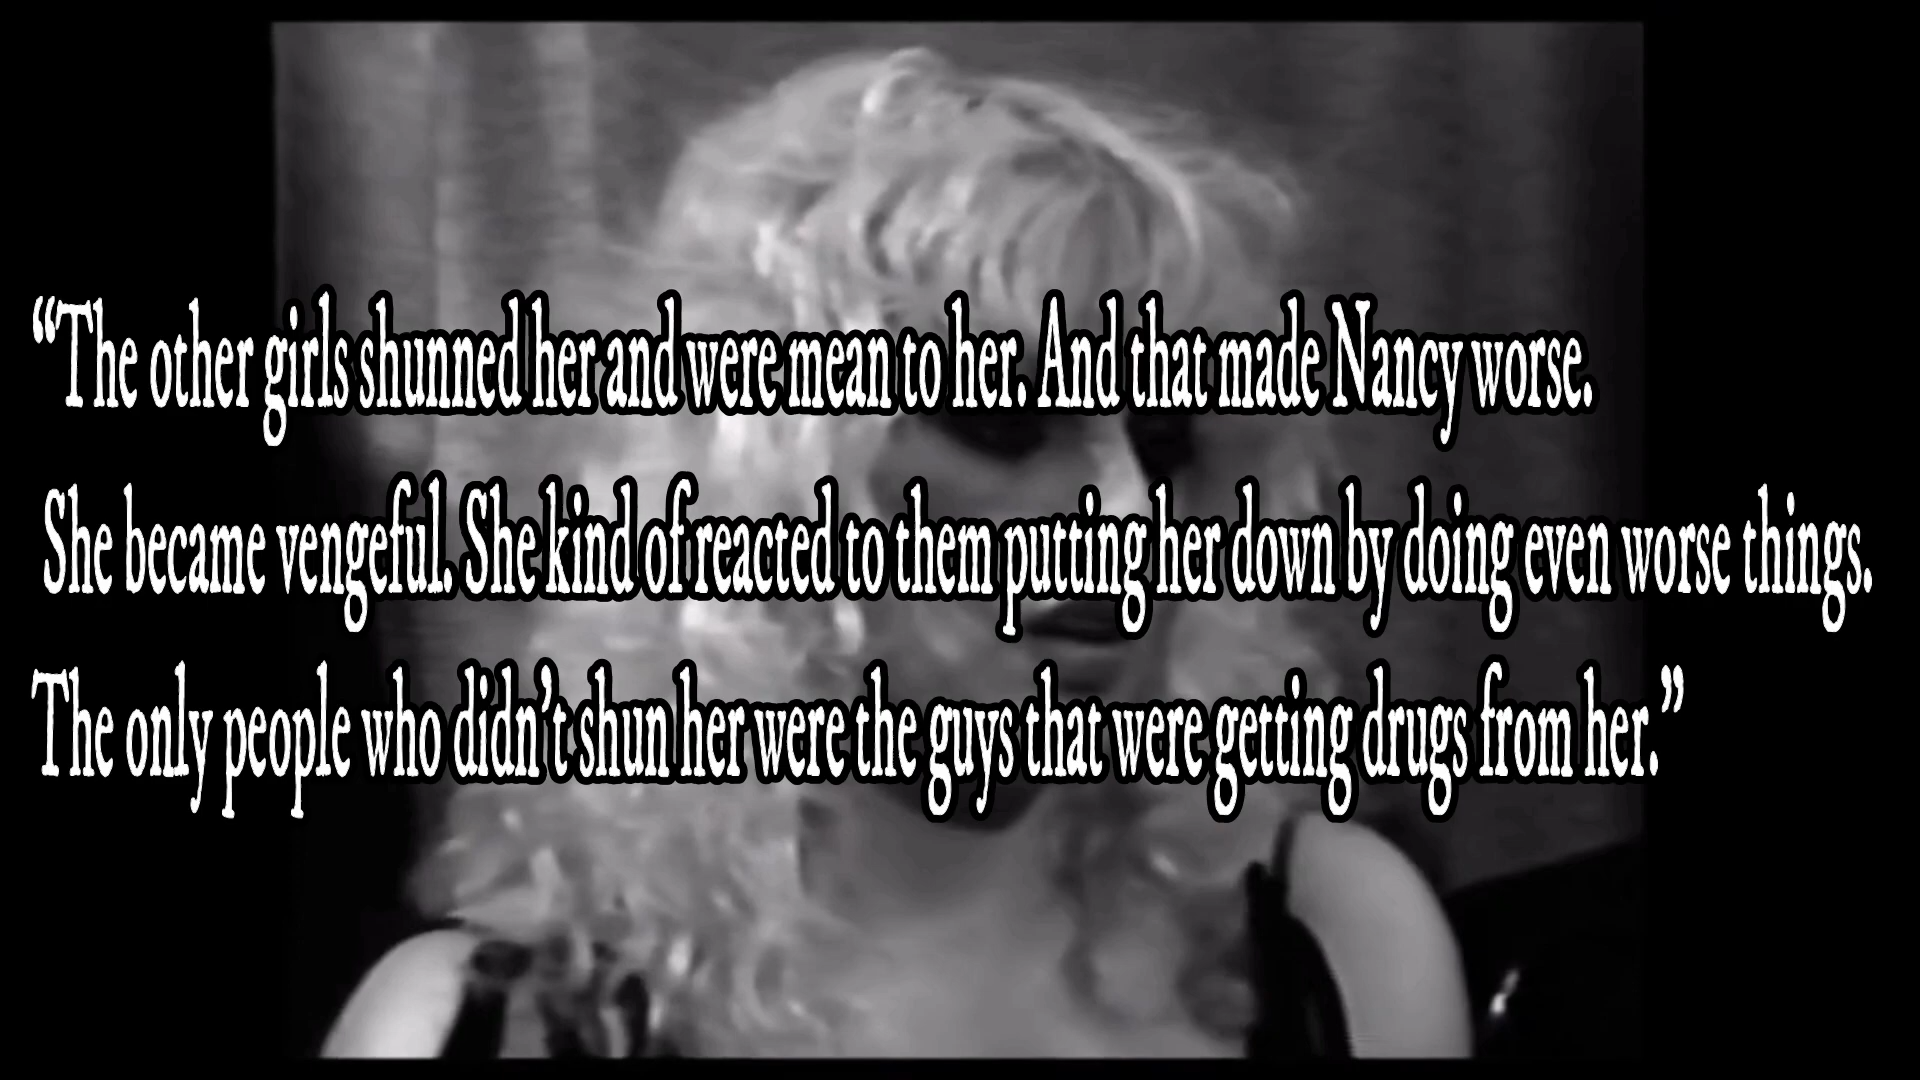 “The other girls shunned her and were mean to her. And that made Nancy worse.
She became vengeful. She kind of reacted to them putting her down by doing even worse things.
The only people who didn’t shun her were the guys that were getting drugs from her.”